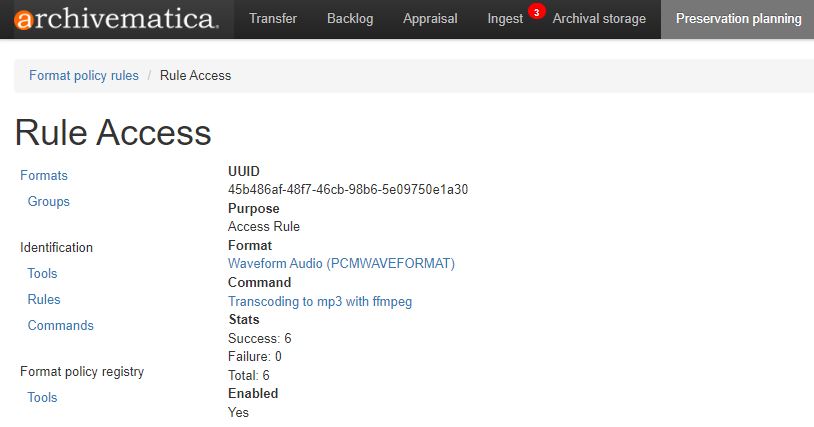 archivematica Transfer Backlog Appraisal Ingest 3 Archival storage Preservation planning
Format policy rules / Rule Access
Rule Access
Formats
Groups
Identification
Tools
Rules
Commands
Format policy registry
Tools
UUID
45b486af-48f7-46cb-98b6-5e09750e1a30
Purpose
Access Rule
Format
Waveform Audio (PCMWAVEFORMAT)
Command
Transcoding to mp3 with ffmpeg
Stats
Success: 6
Failure: 0
Total: 6
Enabled
Yes